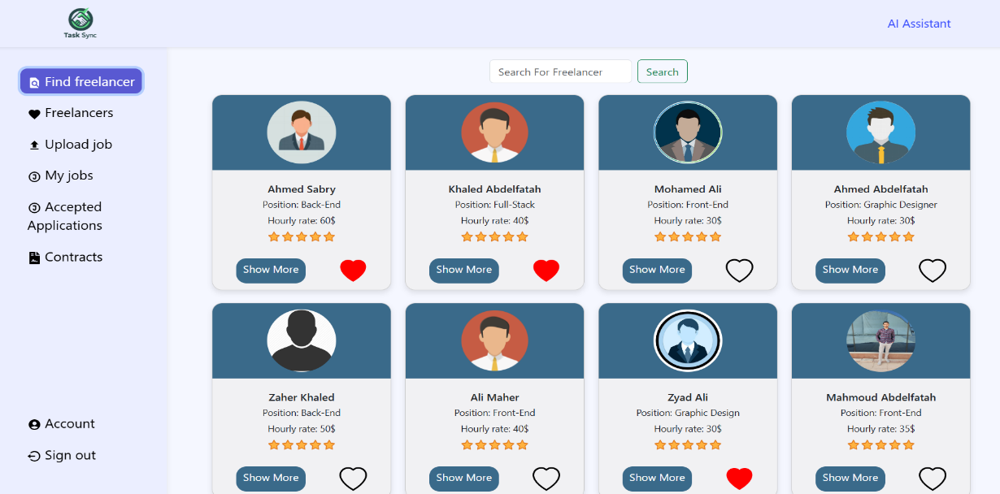 Task Sync
AI Assistant
Find freelancer
Freelancers
Upload job
My jobs
Accepted
Applications
Contracts
Account
Sign out
Search For Freelancer
Search
Ahmed Sabry
Position: Back-End
Hourly rate: 60$
Show More
Khaled Abdelfatah
Position: Full-Stack
Hourly rate: 40$
Show More
Mohamed Ali
Position: Front-End
Hourly rate: 30$
Show More
Ahmed Abdelfatah
Position: Graphic Designer
Hourly rate: 30$
Show More
Zaher Khaled
Position: Back-End
Hourly rate: 50$
Show More
Ali Maher
Position: Front-End
Hourly rate: 40$
Show More
Zyad Ali
Position: Graphic Design
Hourly rate: 30$
Show More
Mahmoud Abdelfatah
Position: Front-End
Hourly rate: 35$
Show More